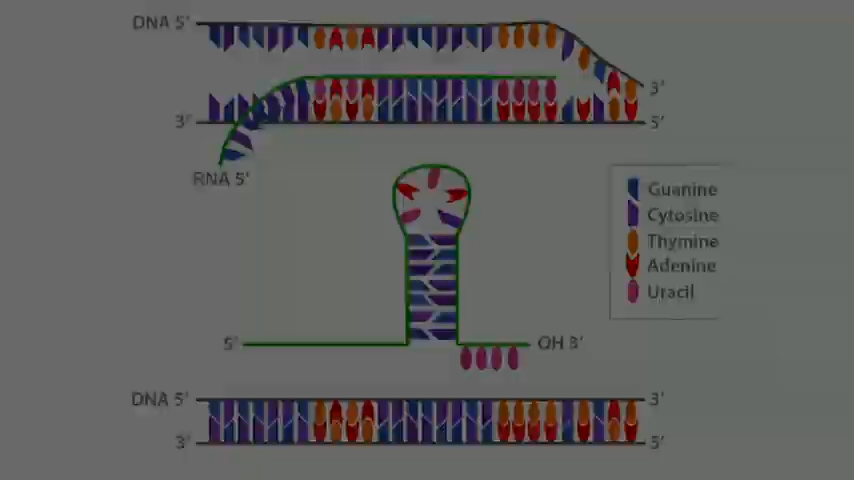 DNA 5'
3'
3'
5'
RNA 5'
Guanine
Cytosine
Thymine
Adenine
Uracil
5'
OH 3'
DNA 5'
3'
3'
5'